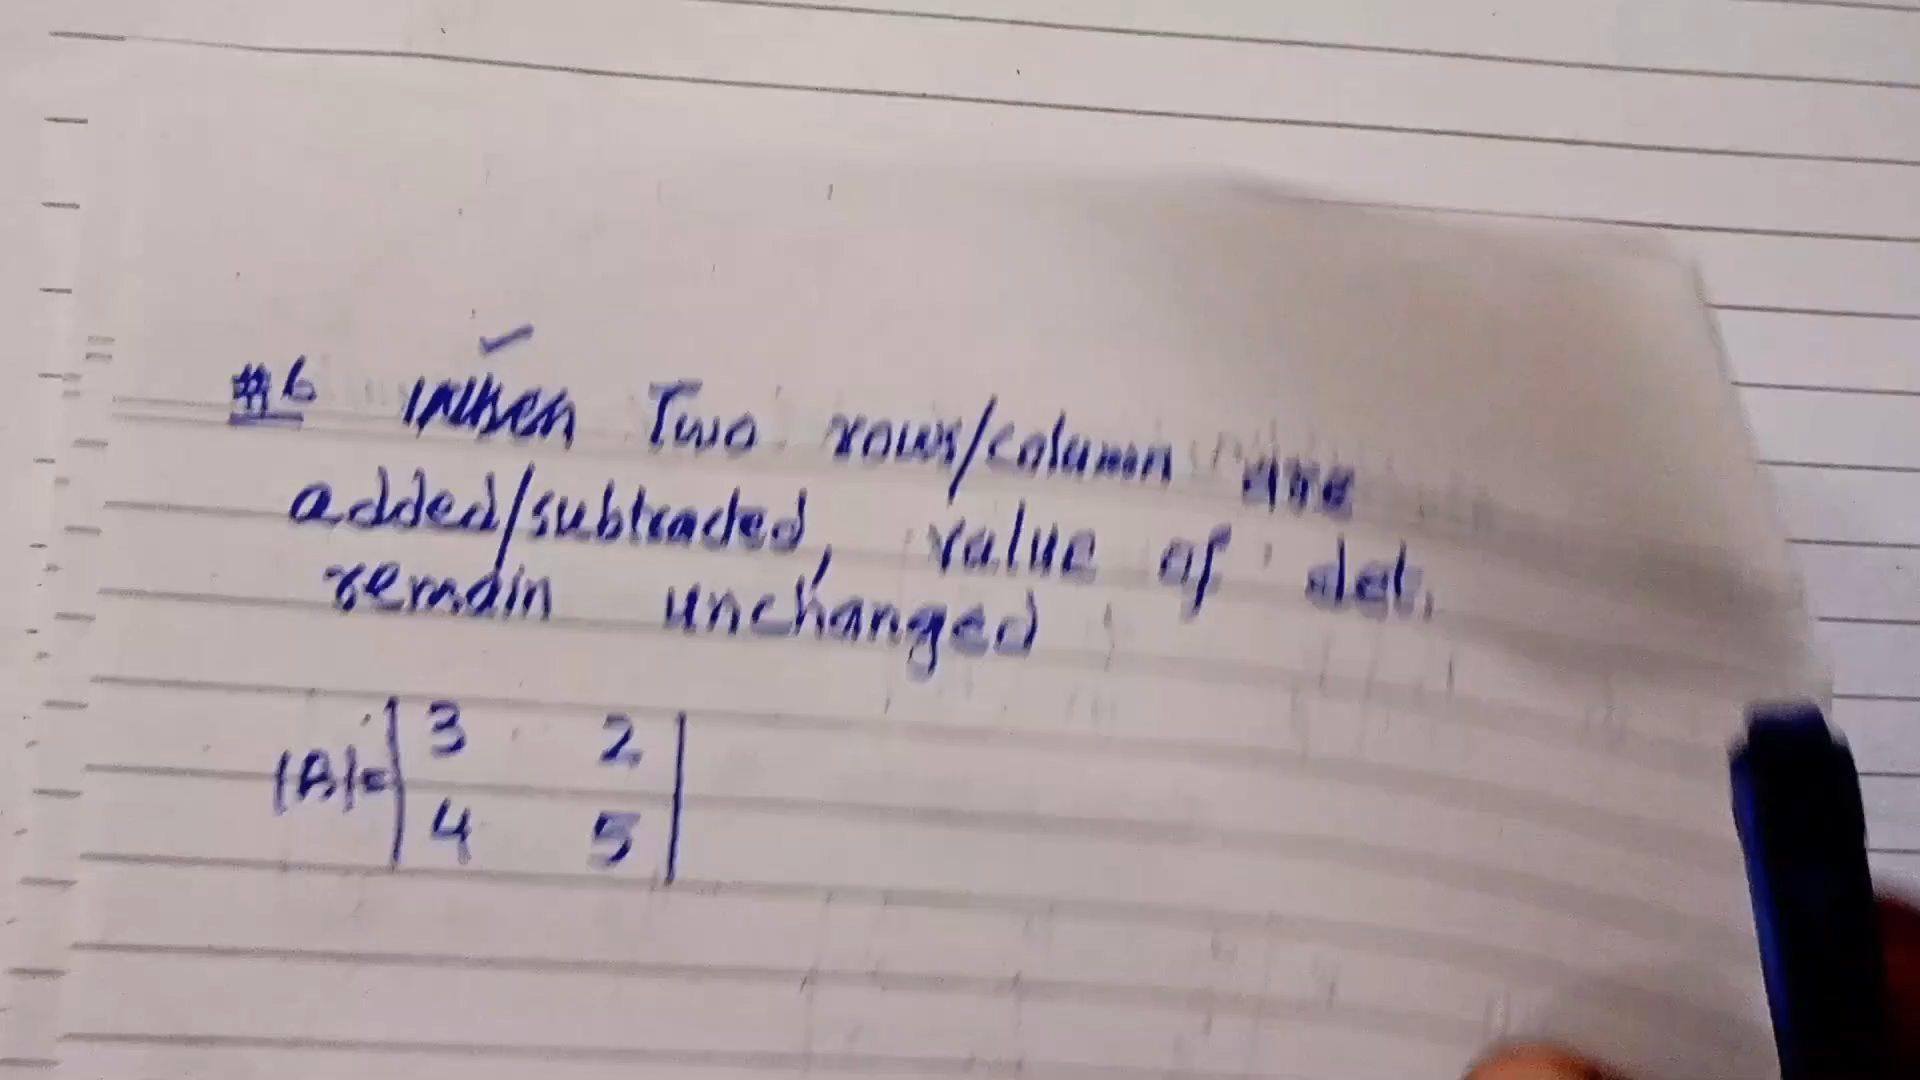 #6 When Two rows/column are
added/subtracted, value of det.
remain unchanged
|A|= | 3 2 |
| 4 5 |